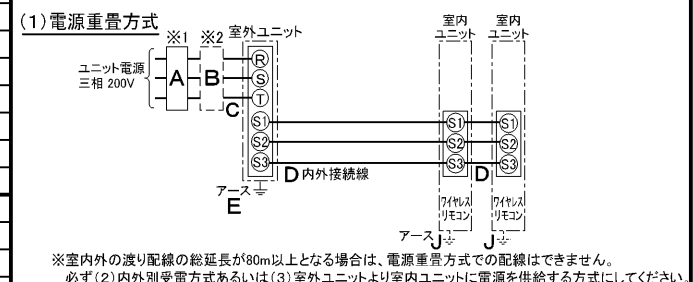 (1)電源重畳方式
※1 ※2 室外ユニット 室内ユニット 室内ユニット
ユニット電源
三相 200V
A B
R
S
T
C
S1 S1 S1
S2 S2 S2
S3 S3 S3
D 内外接続線 D
アース
E
ワイヤレスリモコン ワイヤレスリモコン
アース J J
※室内外の渡り配線の総延長が80m以上となる場合は、電源重畳方式での配線はできません。
必ず(2)内外別受電方式あるいは(3)室外ユニットより室内ユニットに電源を供給する方式にしてください。